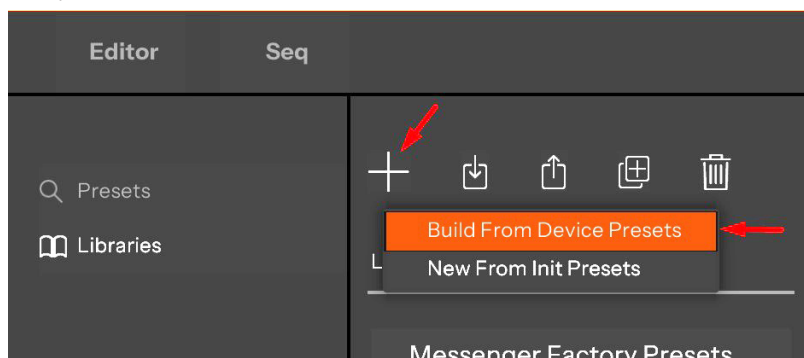 Editor
Seq
Presets
Libraries
Build From Device Presets
L
New From Init Presets
Messenger Factory Presets